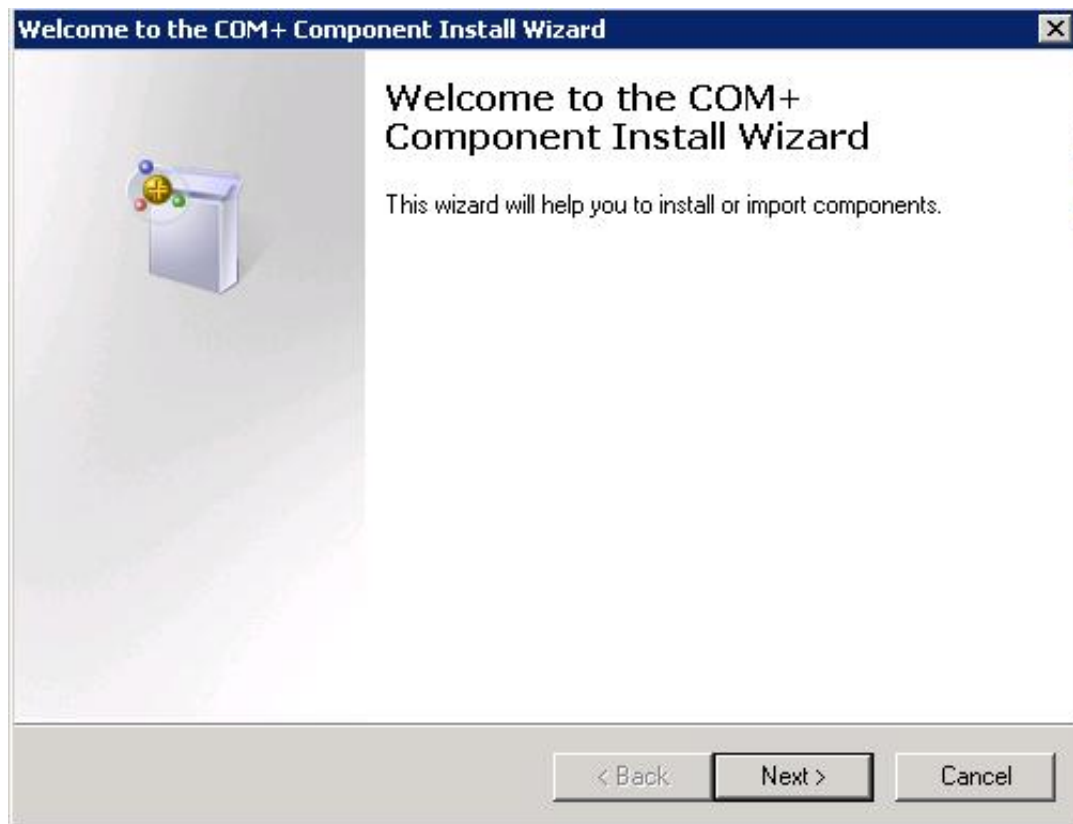 Welcome to the COM+ Component Install Wizard
Welcome to the COM+
Component Install Wizard
This wizard will help you to install or import components.
< Back
Next >
Cancel